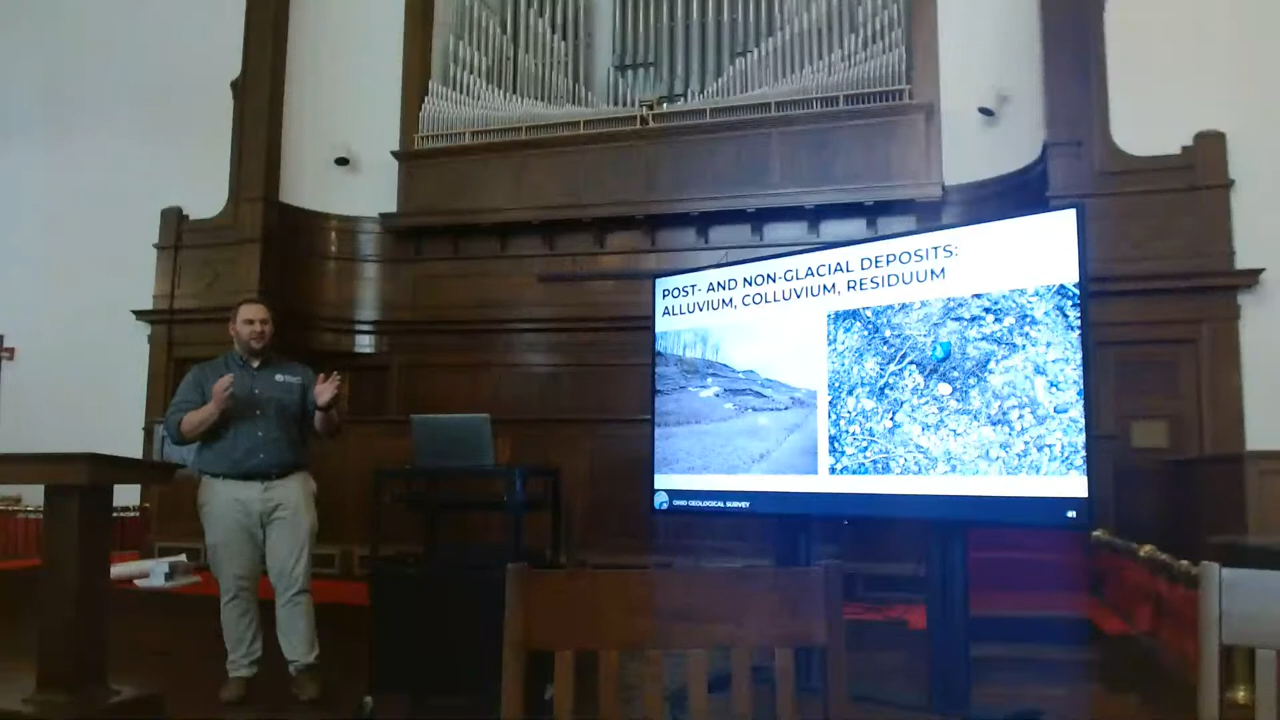 POST- AND NON-GLACIAL DEPOSITS:
ALLUVIUM, COLLUVIUM, RESIDUUM
OHIO GEOLOGICAL SURVEY
41